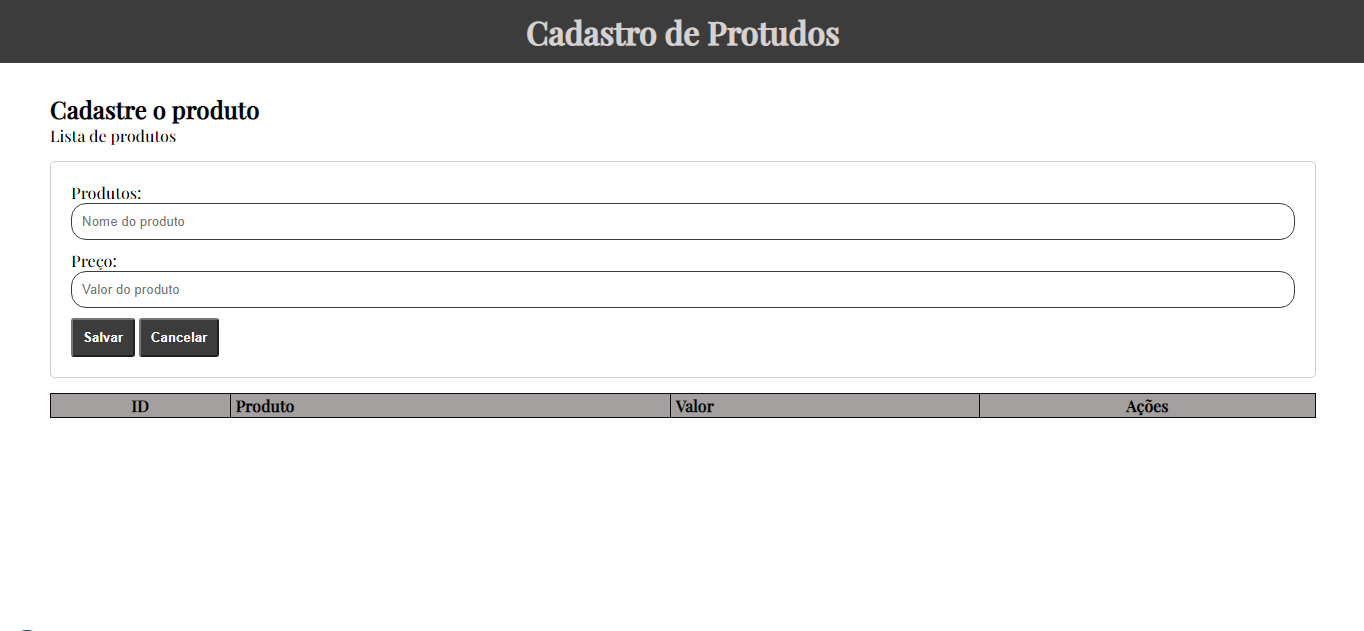 Cadastro de Protudos
Cadastre o produto
Lista de produtos
Produtos:
Nome do produto
Preço:
Valor do produto
Salvar Cancelar
ID Produto Valor Ações